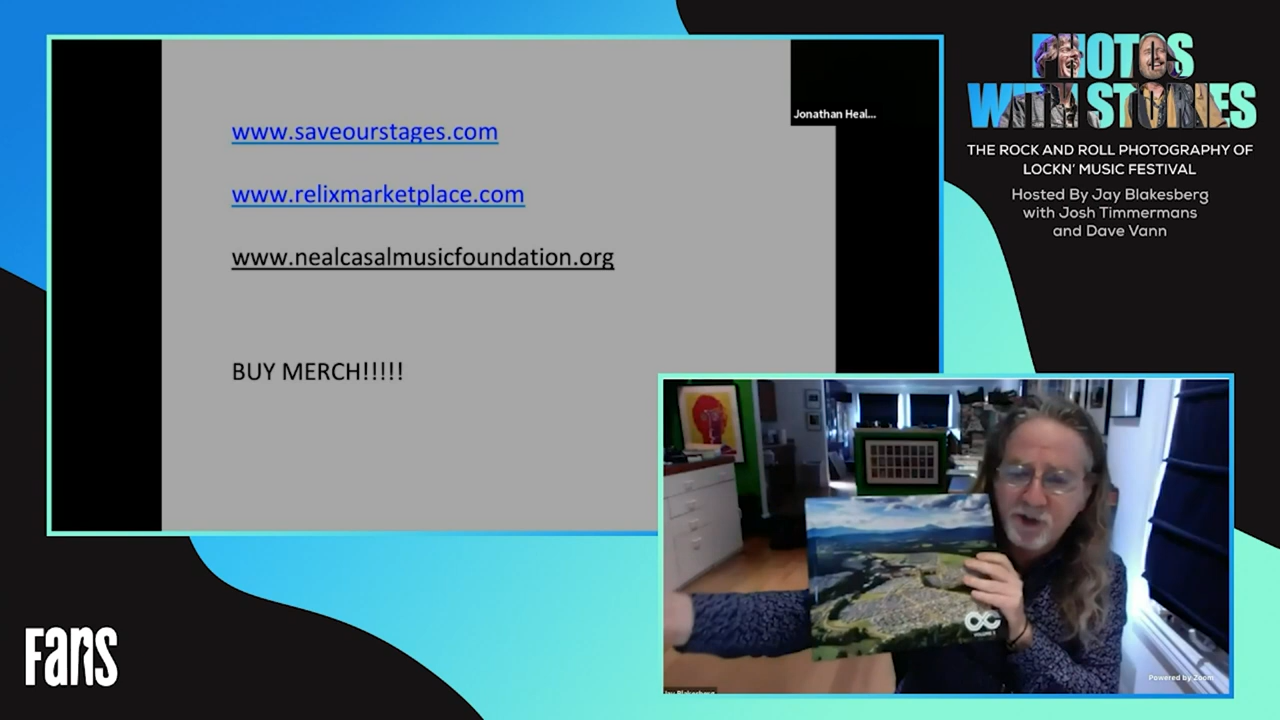 www.saveourstages.com
www.relixmarketplace.com
www.nealcasalmusicfoundation.org
BUY MERCH!!!!!
Jonathan Heal...
PHOTOS
WITH STORIES
THE ROCK AND ROLL PHOTOGRAPHY OF
LOCKN' MUSIC FESTIVAL
Hosted By Jay Blakesberg
with Josh Timmermans
and Dave Vann
Jay Blakesberg
Powered by Zoom
Fans